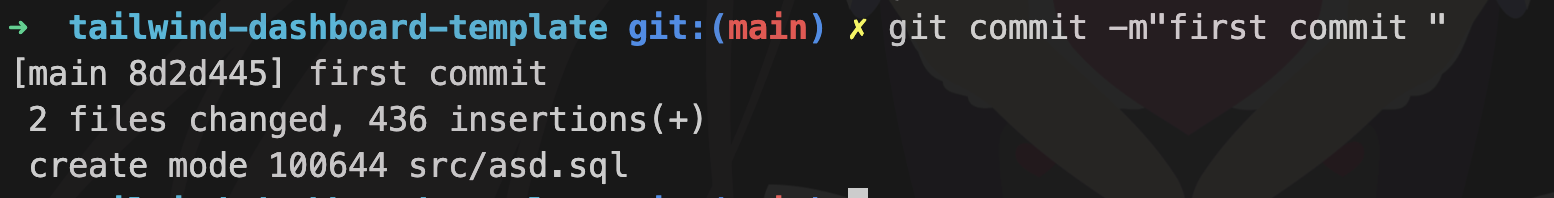 ➜  tailwind-dashboard-template git:(main) ✗ git commit -m"first commit "
[main 8d2d445] first commit
 2 files changed, 436 insertions(+)
 create mode 100644 src/asd.sql